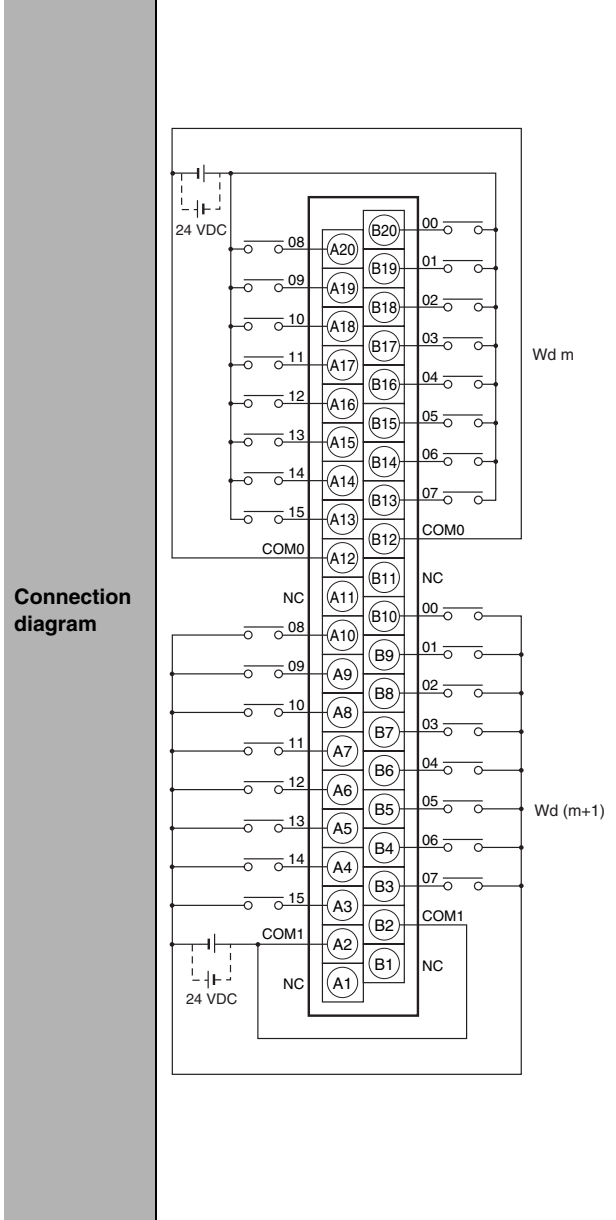 Connection
diagram
24 VDC
08 A20 B20 00
09 A19 B19 01
10 A18 B18 02
11 A17 B17 03
Wd m
12 A16 B16 04
13 A15 B15 05
14 A14 B14 06
15 A13 B13 07
COM0 A12 B12 COM0
NC A11 B11 NC
08 A10 B10 00
09 A9 B9 01
10 A8 B8 02
11 A7 B7 03
12 A6 B6 04
13 A5 B5 05
Wd (m+1)
14 A4 B4 06
15 A3 B3 07
COM1 A2 B2 COM1
NC A1 B1 NC
24 VDC